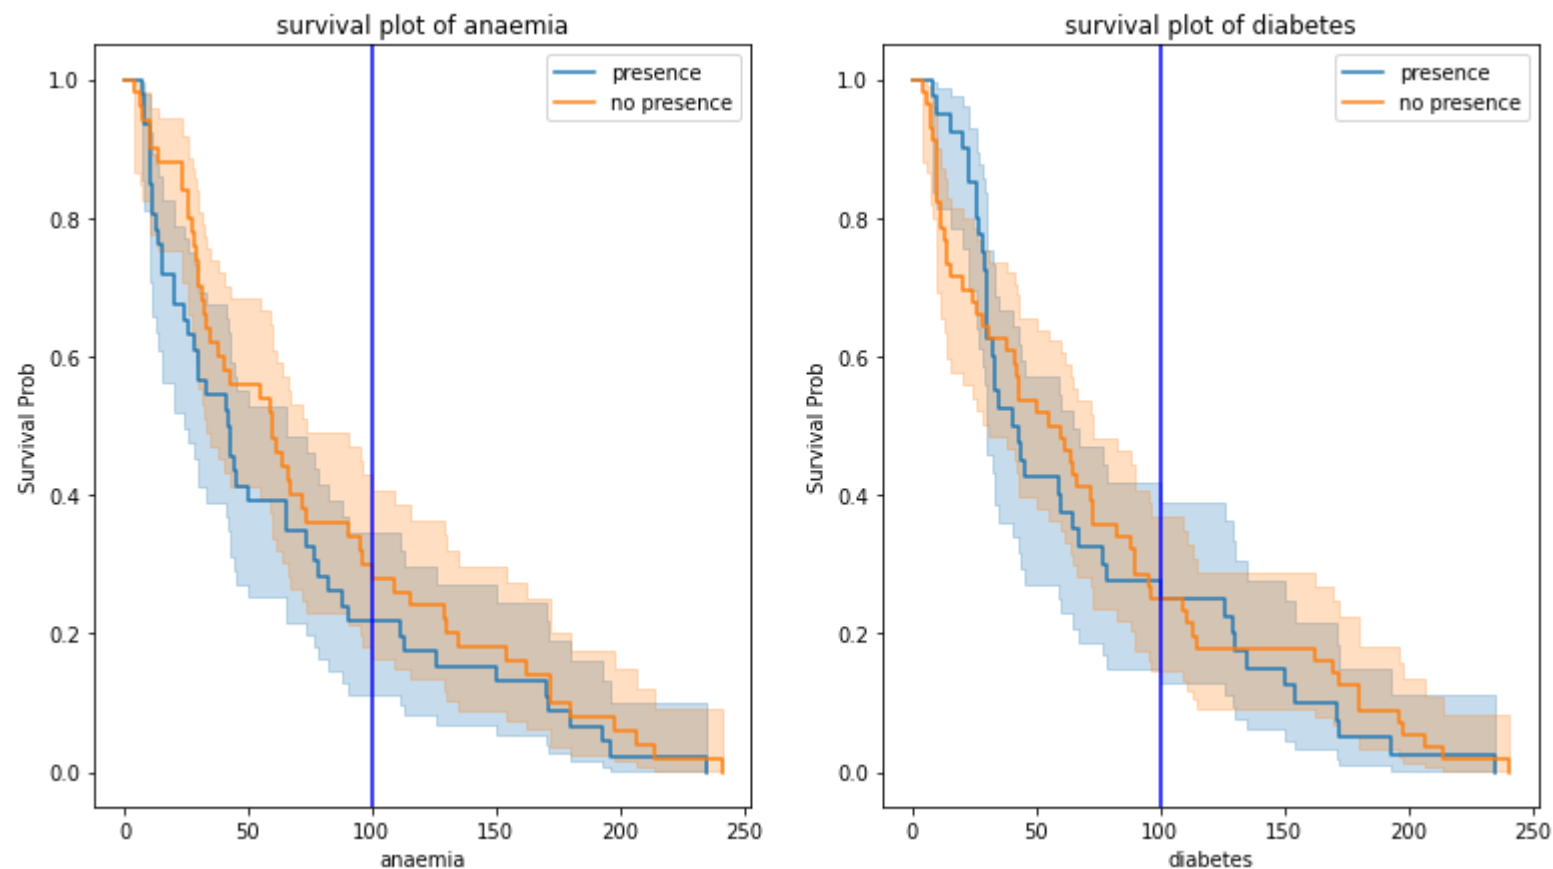 survival plot of anaemia
presence
no presence
1.0
0.8
0.6
0.4
0.2
0.0
Survival Prob
0
50
100
150
200
250
anaemia
survival plot of diabetes
presence
no presence
1.0
0.8
0.6
0.4
0.2
0.0
Survival Prob
0
50
100
150
200
250
diabetes